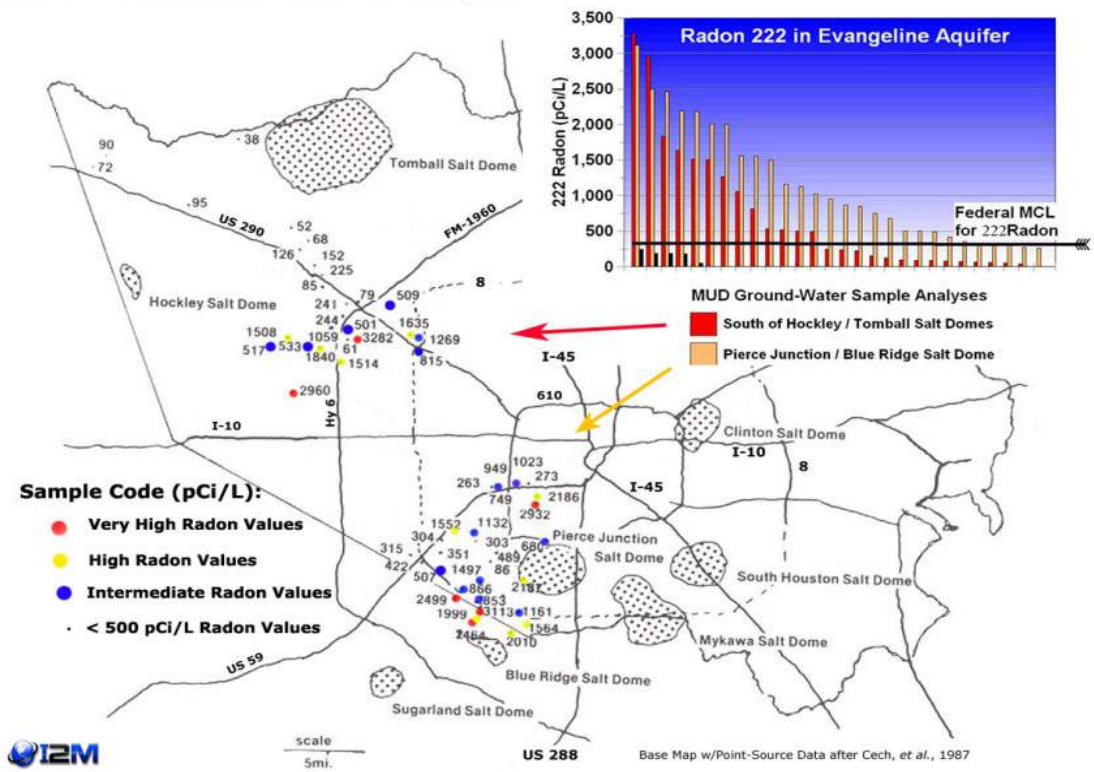 Radon 222 in Evangeline Aquifer
222 Radon (pCi/L)
3,500
3,000
2,500
2,000
1,500
1,000
500
0
Federal MCL
for 222Radon
MUD Ground-Water Sample Analyses
South of Hockley / Tomball Salt Domes
Pierce Junction / Blue Ridge Salt Dome
38
90
72
Tomball Salt Dome
95
US 290
FM-1960
52
68
126
152
225
85
8
Hockley Salt Dome
79
509
241
244
501
1508
1059
3282
1635
1269
517
533
61
1840
1514
815
2960
I-45
610
Hy 6
I-10
Clinton Salt Dome
I-10
8
I-45
1023
949
273
263
749
2186
2932
Sample Code (pCi/L):
Very High Radon Values
High Radon Values
Intermediate Radon Values
< 500 pCi/L Radon Values
1552
1132
304
303
680
Pierce Junction
Salt Dome
315
351
489
422
1497
86
507
2187
866
2499
853
3113
1161
1999
1564
2010
South Houston Salt Dome
Mykawa Salt Dome
US 59
Blue Ridge Salt Dome
Sugarland Salt Dome
I2M
scale
5mi.
US 288
Base Map w/Point-Source Data after Cech, et al., 1987